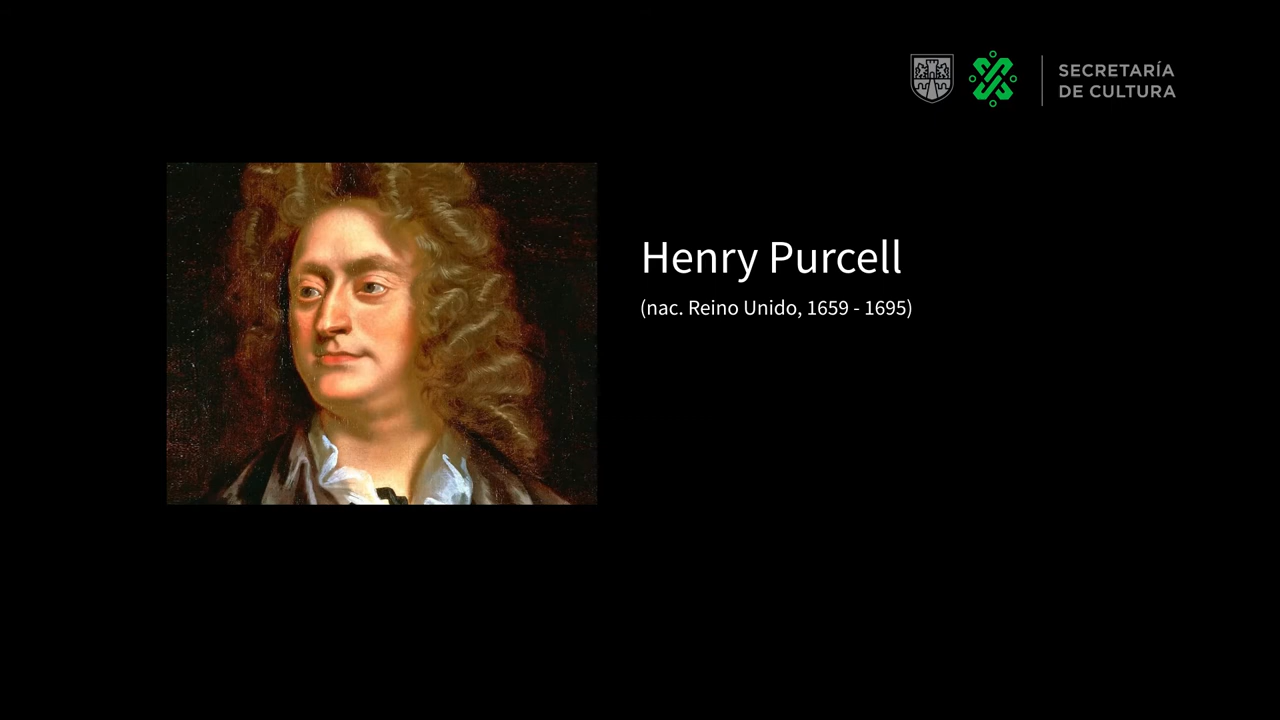 SECRETARÍA
DE CULTURA
Henry Purcell
(nac. Reino Unido, 1659 - 1695)